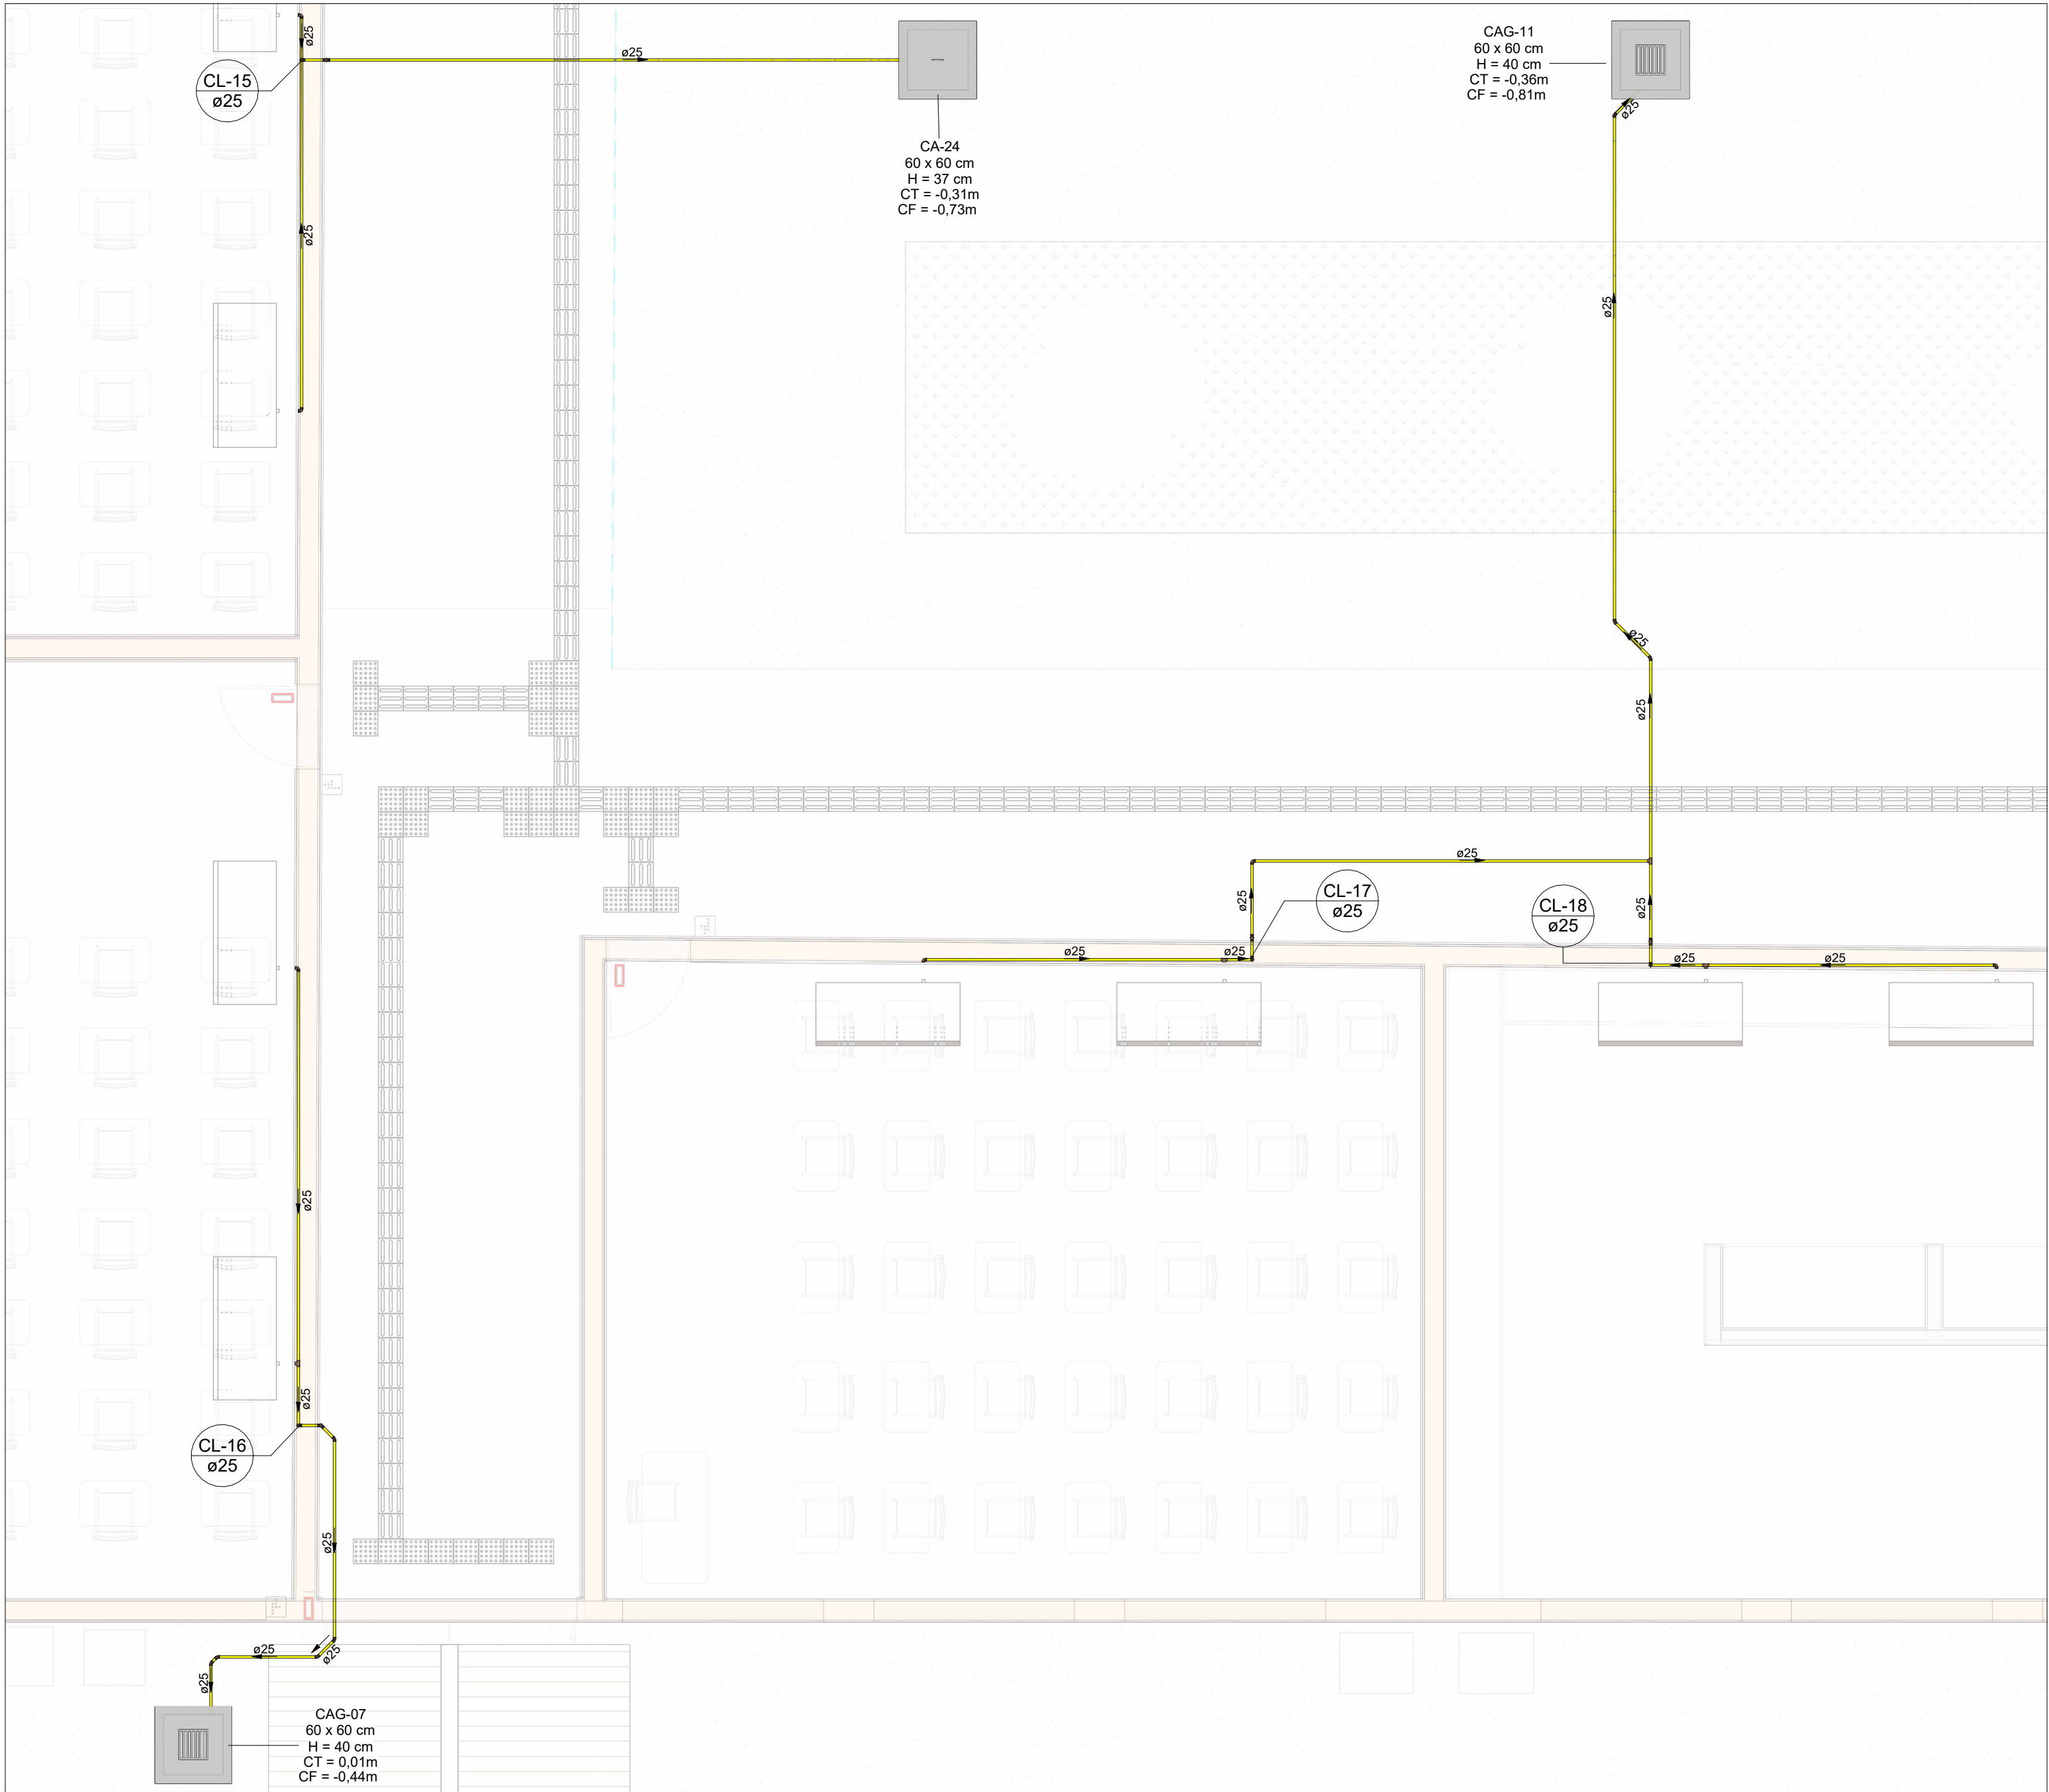 ø25
CL-15
ø25
ø25
ø25
CA-24
60 x 60 cm
H = 37 cm
CT = -0,31m
CF = -0,73m
CAG-11
60 x 60 cm
H = 40 cm
CT = -0,36m
CF = -0,81m
ø25
ø25
ø25
ø25
ø25
ø25
ø25
CL-17
ø25
CL-18
ø25
ø25
ø25
ø25
ø25
ø25
ø25
CL-16
ø25
ø25
ø25
ø25
ø25
CAG-07
60 x 60 cm
H = 40 cm
CT = 0,01m
CF = -0,44m